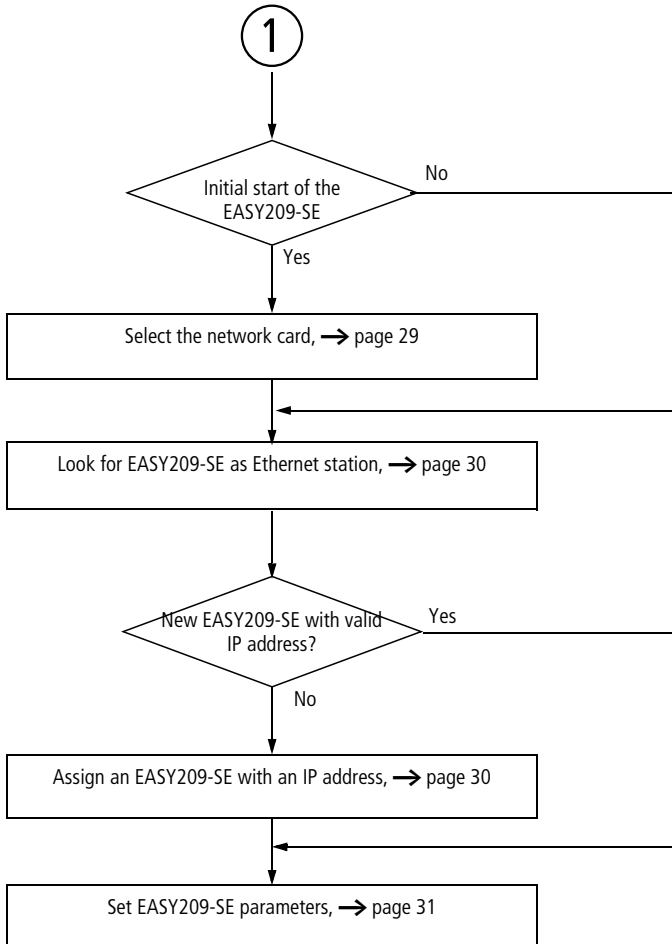 1
Initial start of the
EASY209-SE
No
Yes
Select the network card, → page 29
Look for EASY209-SE as Ethernet station, → page 30
New EASY209-SE with valid
IP address?
Yes
No
Assign an EASY209-SE with an IP address, → page 30
Set EASY209-SE parameters, → page 31